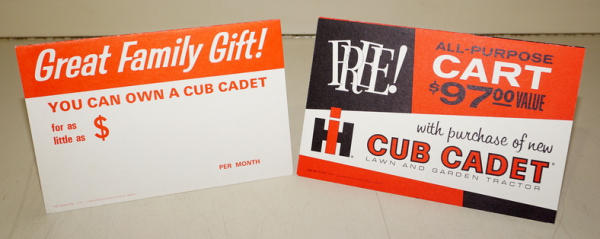 Great Family Gift!
YOU CAN OWN A CUB CADET
for as
little as $
PER MONTH
FREE!
ALL-PURPOSE
CART
$97.00 VALUE
IH
with purchase of new
CUB CADET®
LAWN AND GARDEN TRACTOR